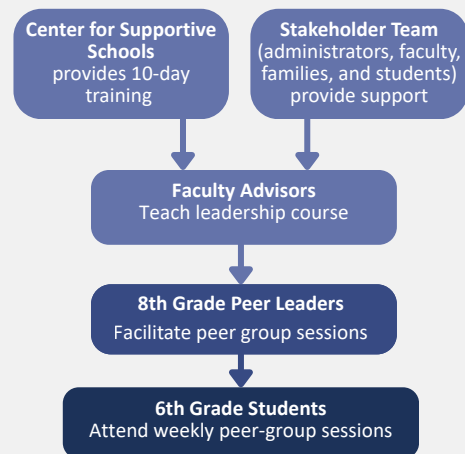 Center for Supportive
Schools
provides 10-day
training
Stakeholder Team
(administrators, faculty,
families, and students)
provide support
Faculty Advisors
Teach leadership course
8th Grade Peer Leaders
Facilitate peer group sessions
6th Grade Students
Attend weekly peer-group sessions